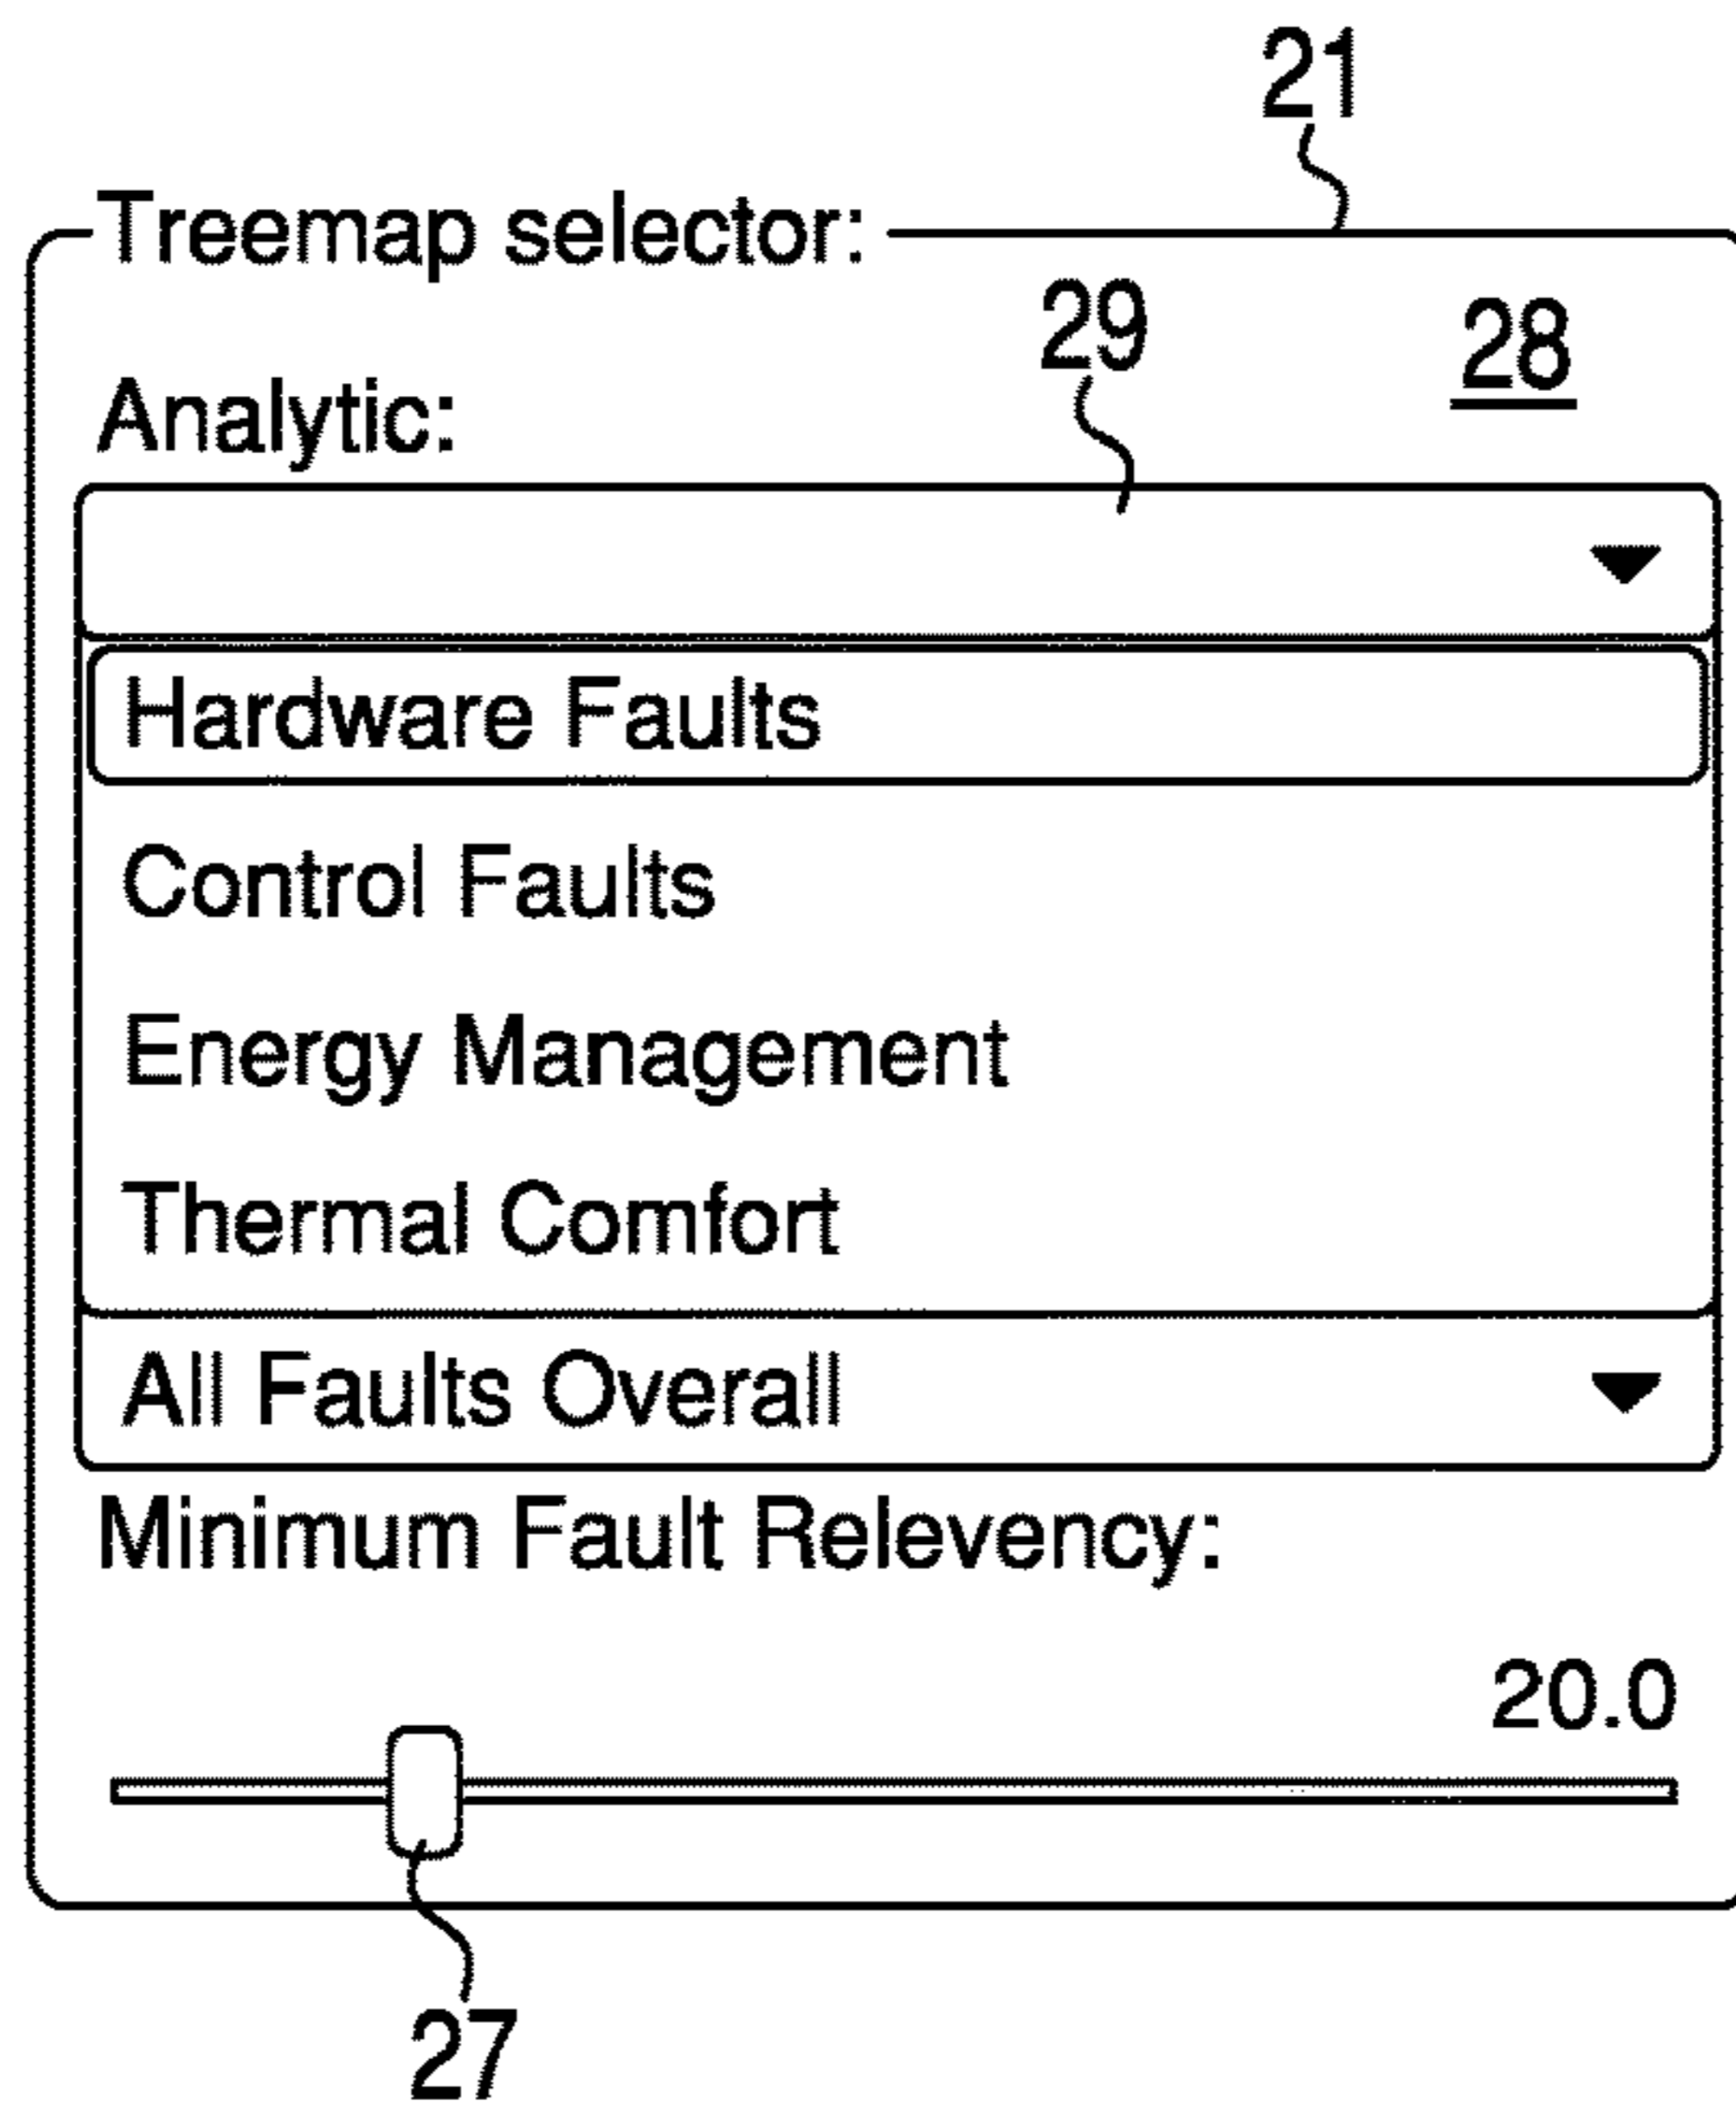 21
Treemap selector:
29
28
Analytic:
Hardware Faults
Control Faults
Energy Management
Thermal Comfort
All Faults Overall
Minimum Fault Relevency:
20.0
27